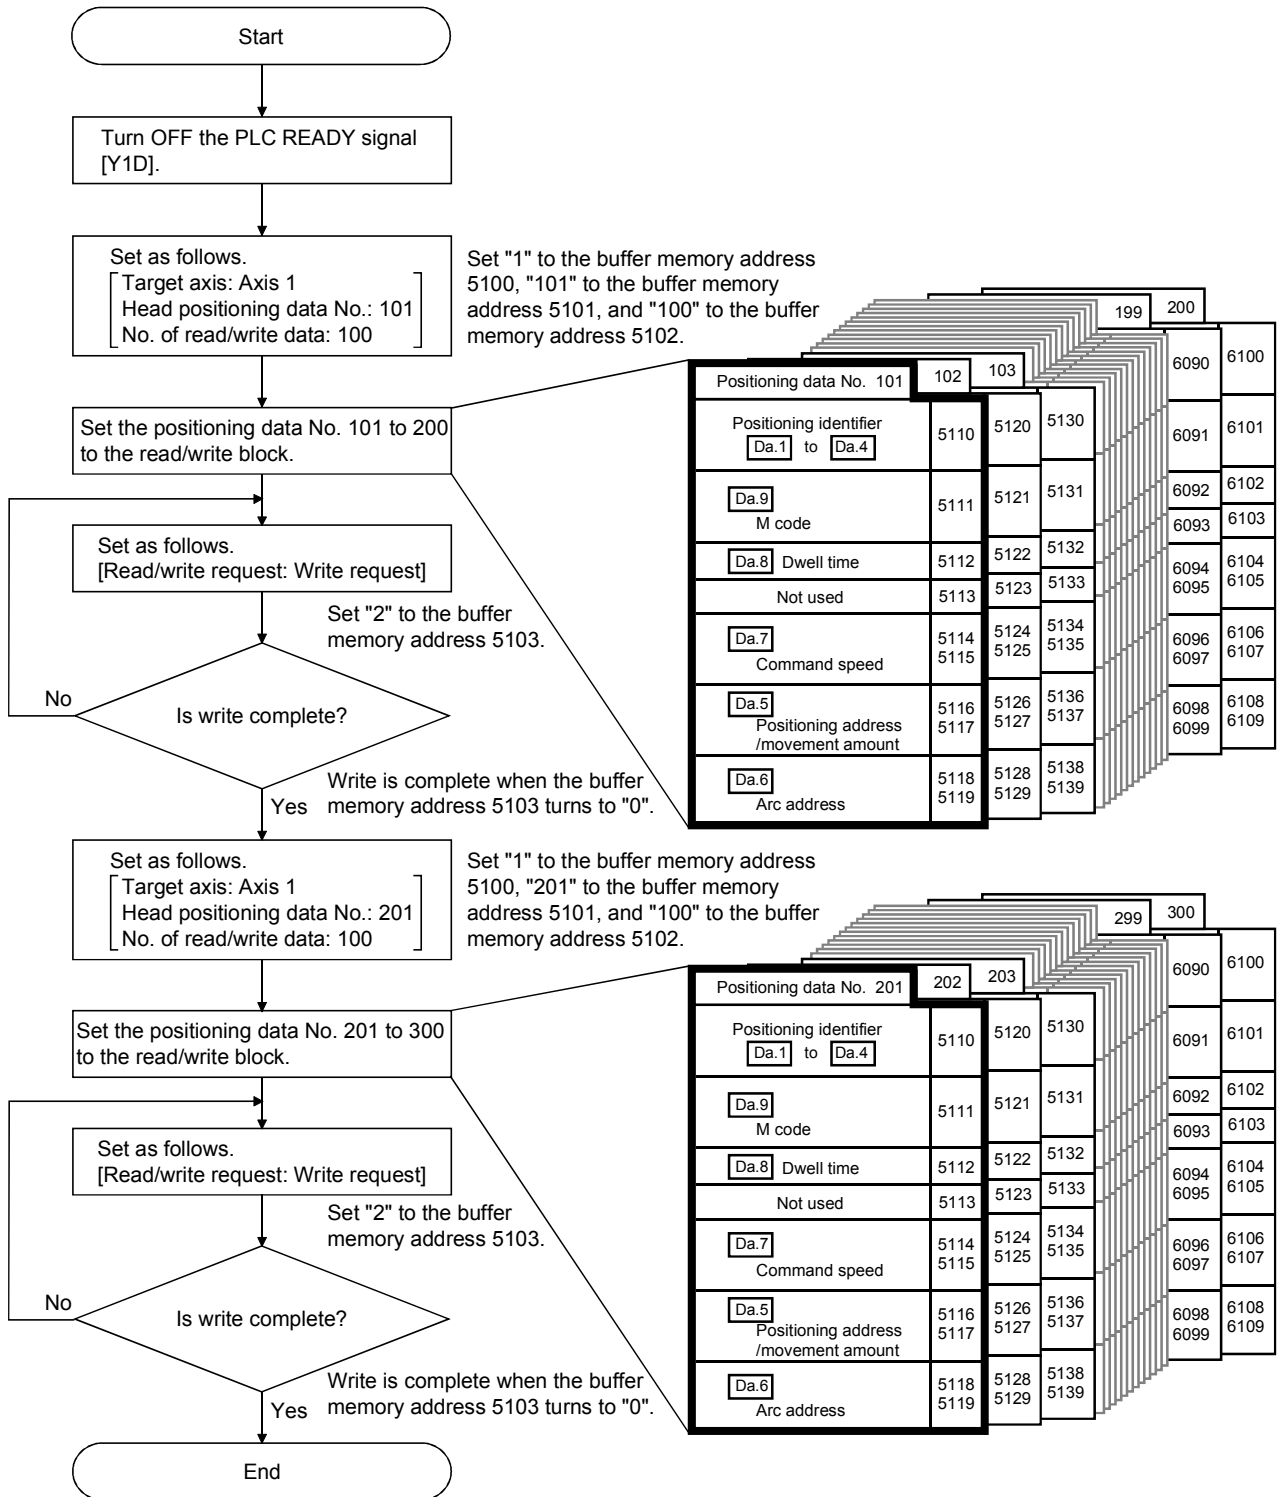 Start
Turn OFF the PLC READY signal
[Y1D].
Set as follows.
Target axis: Axis 1
Head positioning data No.: 101
No. of read/write data: 100
Set "1" to the buffer memory address
5100, "101" to the buffer memory
address 5101, and "100" to the buffer
memory address 5102.
Set the positioning data No. 101 to 200
to the read/write block.
Set as follows.
[Read/write request: Write request]
Set "2" to the buffer
memory address 5103.
No
Is write complete?
Write is complete when the buffer
memory address 5103 turns to "0".
Yes
199 200
Positioning data No. 101 102 103
Positioning identifier
Da.1 to Da.4 5110 5120 5130 6090 6100
6091 6101
Da.9
M code 5111 5121 5131 6092 6102
6093 6103
Da.8 Dwell time 5112 5122 5132
Not used 5113 5123 5133
6094 6104
6095 6105
Da.7
Command speed
5114 5124 5134 6096 6106
5115 5125 5135 6097 6107
Da.5
Positioning address
/movement amount
5116 5126 5136 6098 6108
5117 5127 5137 6099 6109
Da.6
Arc address
5118 5128 5138
5119 5129 5139
Set as follows.
Target axis: Axis 1
Head positioning data No.: 201
No. of read/write data: 100
Set "1" to the buffer memory address
5100, "201" to the buffer memory
address 5101, and "100" to the buffer
memory address 5102.
Set the positioning data No. 201 to 300
to the read/write block.
Set as follows.
[Read/write request: Write request]
Set "2" to the buffer
memory address 5103.
No
Is write complete?
Write is complete when the buffer
memory address 5103 turns to "0".
Yes
End
299 300
Positioning data No. 201 202 203
Positioning identifier
Da.1 to Da.4 5110 5120 5130 6090 6100
6091 6101
Da.9
M code 5111 5121 5131 6092 6102
6093 6103
Da.8 Dwell time 5112 5122 5132
Not used 5113 5123 5133
6094 6104
6095 6105
Da.7
Command speed
5114 5124 5134 6096 6106
5115 5125 5135 6097 6107
Da.5
Positioning address
/movement amount
5116 5126 5136 6098 6108
5117 5127 5137 6099 6109
Da.6
Arc address
5118 5128 5138
5119 5129 5139